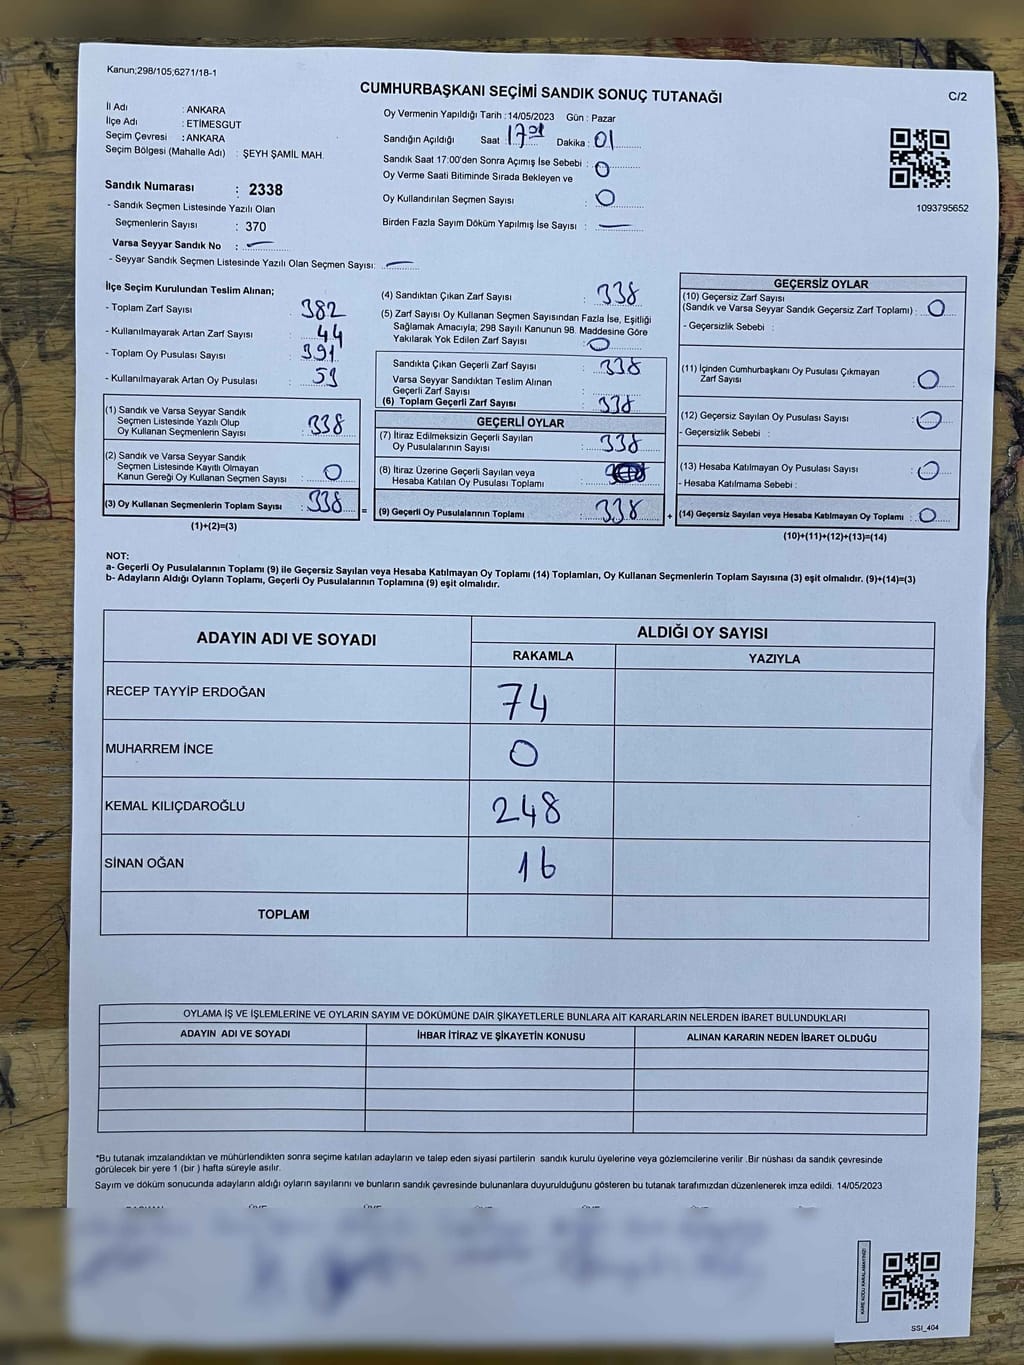 Kanun;298/105;6271/18-1
CUMHURBAŞKANI SEÇİMİ SANDIK SONUÇ TUTANAĞI
C/2
İl Adı : ANKARA
İlçe Adı : ETİMESGUT
Seçim Çevresi : ANKARA
Seçim Bölgesi (Mahalle Adı) : ŞEYH ŞAMİL MAH.
Sandık Numarası : 2338
- Sandık Seçmen Listesinde Yazılı Olan
Seçmenlerin Sayısı : 370
Varsa Seyyar Sandık No : —
- Seyyar Sandık Seçmen Listesinde Yazılı Olan Seçmen Sayısı: —
Oy Vermenin Yapıldığı Tarih : 14/05/2023 Gün : Pazar
Sandığın Açıldığı Saat 17 01 Dakika : 01
Sandık Saat 17:00'den Sonra Açımış İse Sebebi : 0
Oy Verme Saati Bitiminde Sırada Bekleyen ve
Oy Kullandırılan Seçmen Sayısı : 0
Birden Fazla Sayım Döküm Yapılmış İse Sayısı : —
1093795652
İlçe Seçim Kurulundan Teslim Alınan;
- Toplam Zarf Sayısı : 382
- Kullanılmayarak Artan Zarf Sayısı : 44
- Toplam Oy Pusulası Sayısı : 391
- Kullanılmayarak Artan Oy Pusulası : 53
(1) Sandık ve Varsa Seyyar Sandık
Seçmen Listesinde Yazılı Olup
Oy Kullanan Seçmenlerin Sayısı : 338
(2) Sandık ve Varsa Seyyar Sandık
Seçmen Listesinde Kayıtlı Olmayan
Kanun Gereği Oy Kullanan Seçmen Sayısı : 0
(3) Oy Kullanan Seçmenlerin Toplam Sayısı : 338 =
(1)+(2)=(3)
(4) Sandıktan Çıkan Zarf Sayısı : 338
(5) Zarf Sayısı Oy Kullanan Seçmen Sayısından Fazla İse, Eşitliği
Sağlamak Amacıyla; 298 Sayılı Kanunun 98. Maddesine Göre
Yakılarak Yok Edilen Zarf Sayısı : 0
Sandıkta Çıkan Geçerli Zarf Sayısı : 338
Varsa Seyyar Sandıktan Teslim Alınan
Geçerli Zarf Sayısı :
(6) Toplam Geçerli Zarf Sayısı : 338
GEÇERLİ OYLAR
(7) İtiraz Edilmeksizin Geçerli Sayılan
Oy Pusulalarının Sayısı : 338
(8) İtiraz Üzerine Geçerli Sayılan veya
Hesaba Katılan Oy Pusulası Toplamı :
(9) Geçerli Oy Pusulalarının Toplamı : 338 +
GEÇERSİZ OYLAR
(10) Geçersiz Zarf Sayısı
(Sandık ve Varsa Seyyar Sandık Geçersiz Zarf Toplamı) : 0
- Geçersizlik Sebebi :
(11) İçinden Cumhurbaşkanı Oy Pusulası Çıkmayan
Zarf Sayısı : 0
(12) Geçersiz Sayılan Oy Pusulası Sayısı : 0
- Geçersizlik Sebebi :
(13) Hesaba Katılmayan Oy Pusulası Sayısı : 0
- Hesaba Katılmama Sebebi :
(14) Geçersiz Sayılan veya Hesaba Katılmayan Oy Toplamı : 0
(10)+(11)+(12)+(13)=(14)
NOT:
a- Geçerli Oy Pusulalarının Toplamı (9) ile Geçersiz Sayılan veya Hesaba Katılmayan Oy Toplamı (14) Toplamları, Oy Kullanan Seçmenlerin Toplam Sayısına (3) eşit olmalıdır. (9)+(14)=(3)
b- Adayların Aldığı Oyların Toplamı, Geçerli Oy Pusulalarının Toplamına (9) eşit olmalıdır.
ADAYIN ADI VE SOYADI
ALDIĞI OY SAYISI
RAKAMLA YAZIYLA
RECEP TAYYİP ERDOĞAN 74
MUHARREM İNCE 0
KEMAL KILIÇDAROĞLU 248
SİNAN OĞAN 16
TOPLAM
OYLAMA İŞ VE İŞLEMLERİNE VE OYLARIN SAYIM VE DÖKÜMÜNE DAİR ŞİKAYETLERLE BUNLARA AİT KARARLARIN NELERDEN İBARET BULUNDUKLARI
ADAYIN ADI VE SOYADI İHBAR İTİRAZ VE ŞİKAYETİN KONUSU ALINAN KARARIN NEDEN İBARET OLDUĞU
*Bu tutanak imzalandıktan ve mühürlendikten sonra seçime katılan adayların ve talep eden siyasi partilerin sandık kurulu üyelerine veya gözlemcilerine verilir .Bir nüshası da sandık çevresinde
görülecek bir yere 1 (bir ) hafta süreyle asılır.
Sayım ve döküm sonucunda adayların aldığı oyların sayılarını ve bunların sandık çevresinde bulunanlara duyurulduğunu gösteren bu tutanak tarafımızdan düzenlenerek imza edildi. 14/05/2023
KARE KODU KARALAMAYINIZ!
SSI_404